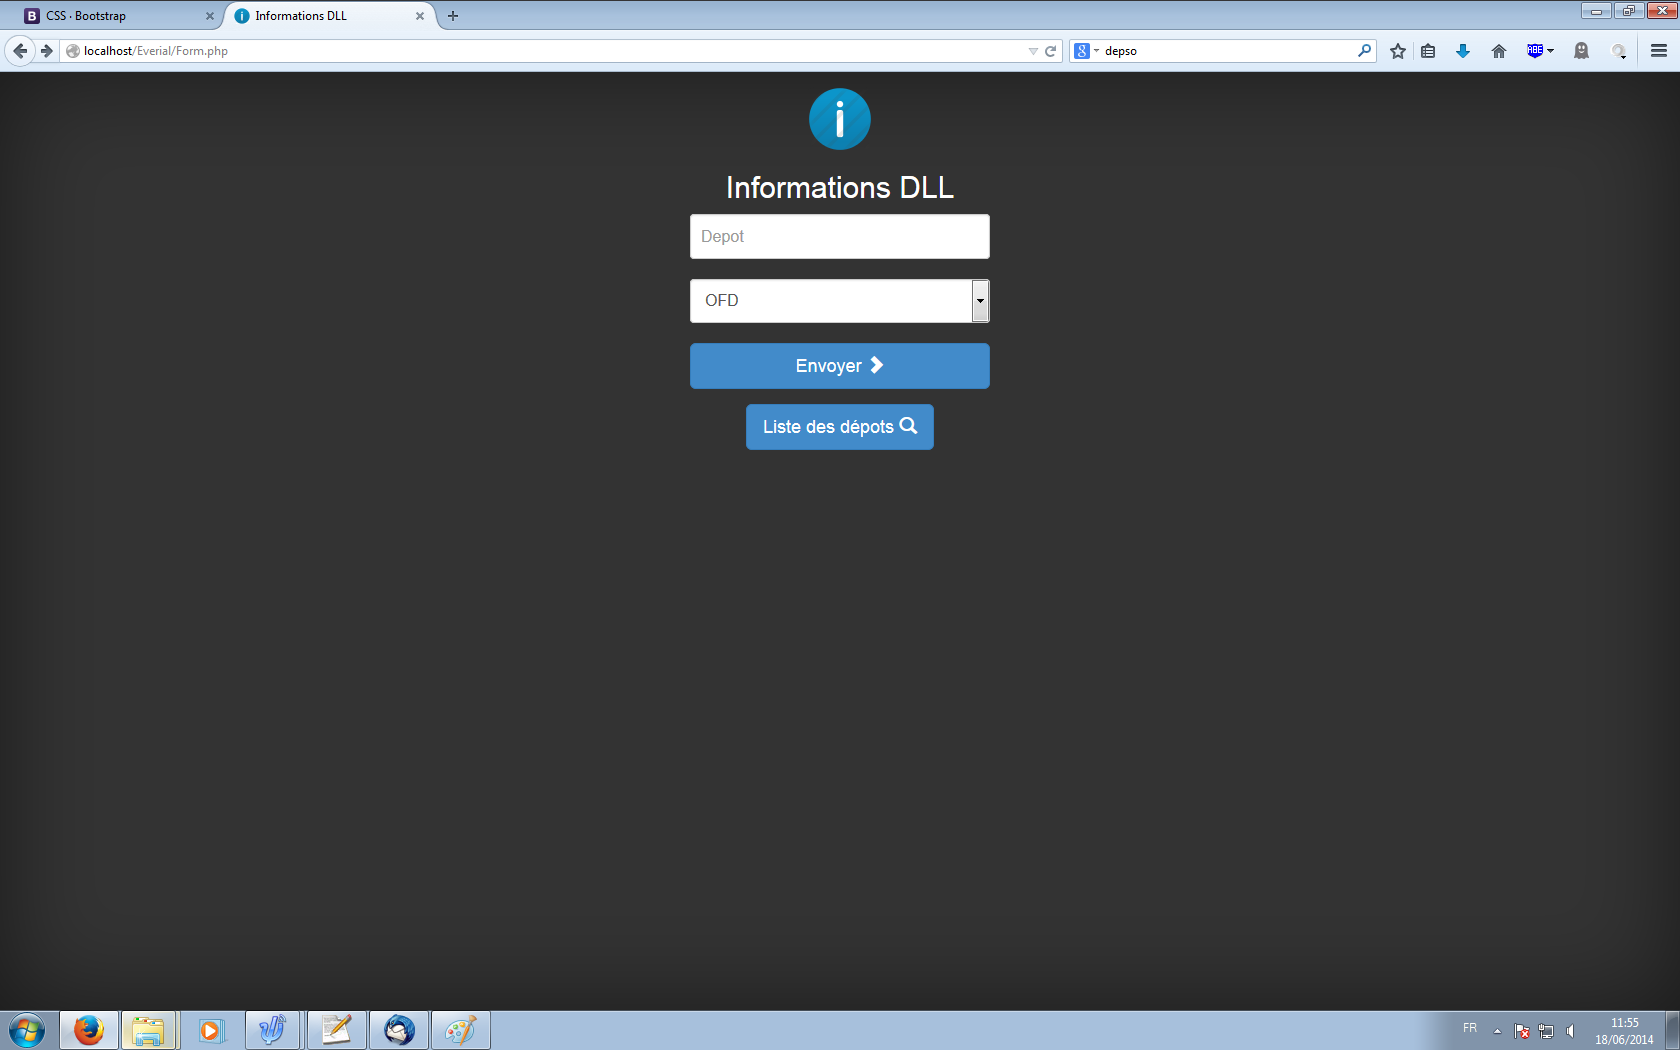 B CSS · Bootstrap
i Informations DLL
localhost/Everial/Form.php
g depso
ABE
i
Informations DLL
Depot
OFD
Envoyer
Liste des dépots
FR
11:55
18/06/2014